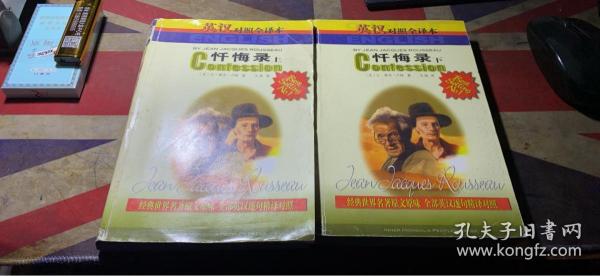 英汉对照全译本
BY JEAN JACQUES ROUSSEAU
忏悔录上
Confession
Jean Jacques Rousseau
经典世界名著原文原味 全部英汉逐句精译对照
英汉对照全译本
BY JEAN JACQUES ROUSSEAU
忏悔录下
Confession
Jean Jacques Rousseau
经典世界名著原文原味 全部英汉逐句精译对照
INNER MONGOLIA
孔夫子旧书网
www.kongfz.com